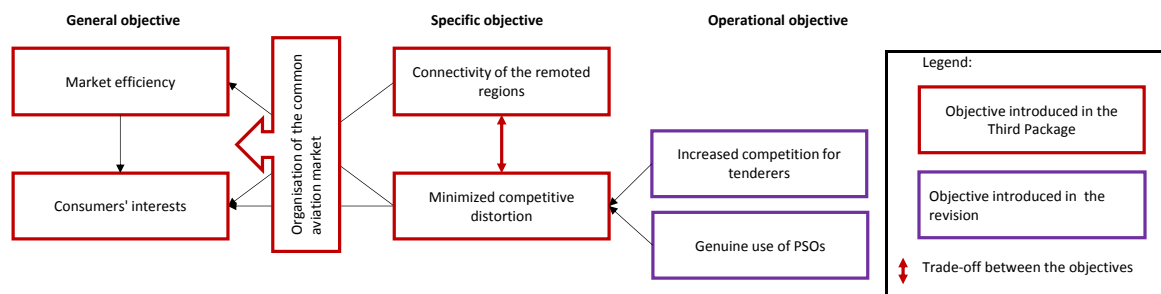 General objective
Specific objective
Operational objective
Market efficiency
Consumers' interests
Organisation of the common
aviation market
Connectivity of the remoted
regions
Minimized competitive
distortion
Increased competition for
tenderers
Genuine use of PSOs
Legend:
Objective introduced in the
Third Package
Objective introduced in the
revision
Trade-off between the objectives